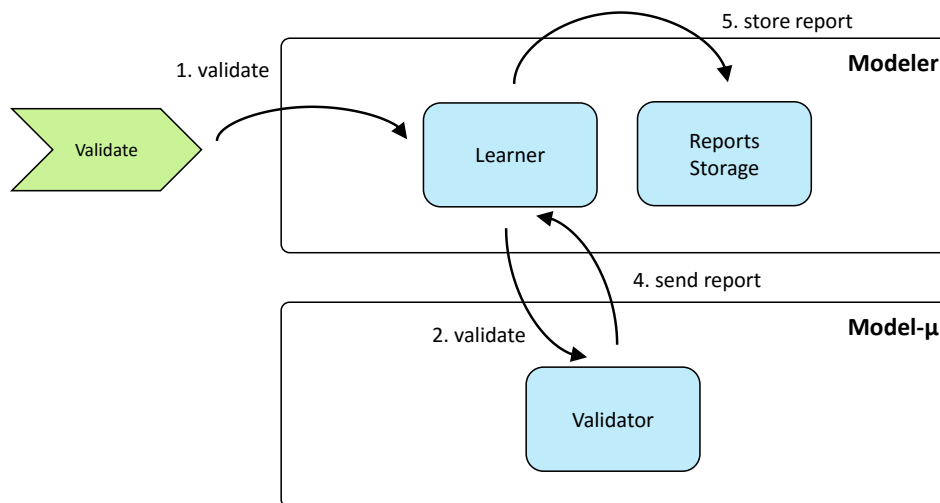 5. store report
Modeler
1. validate
Validate
Learner
Reports
Storage
4. send report
2. validate
Model-μ
Validator